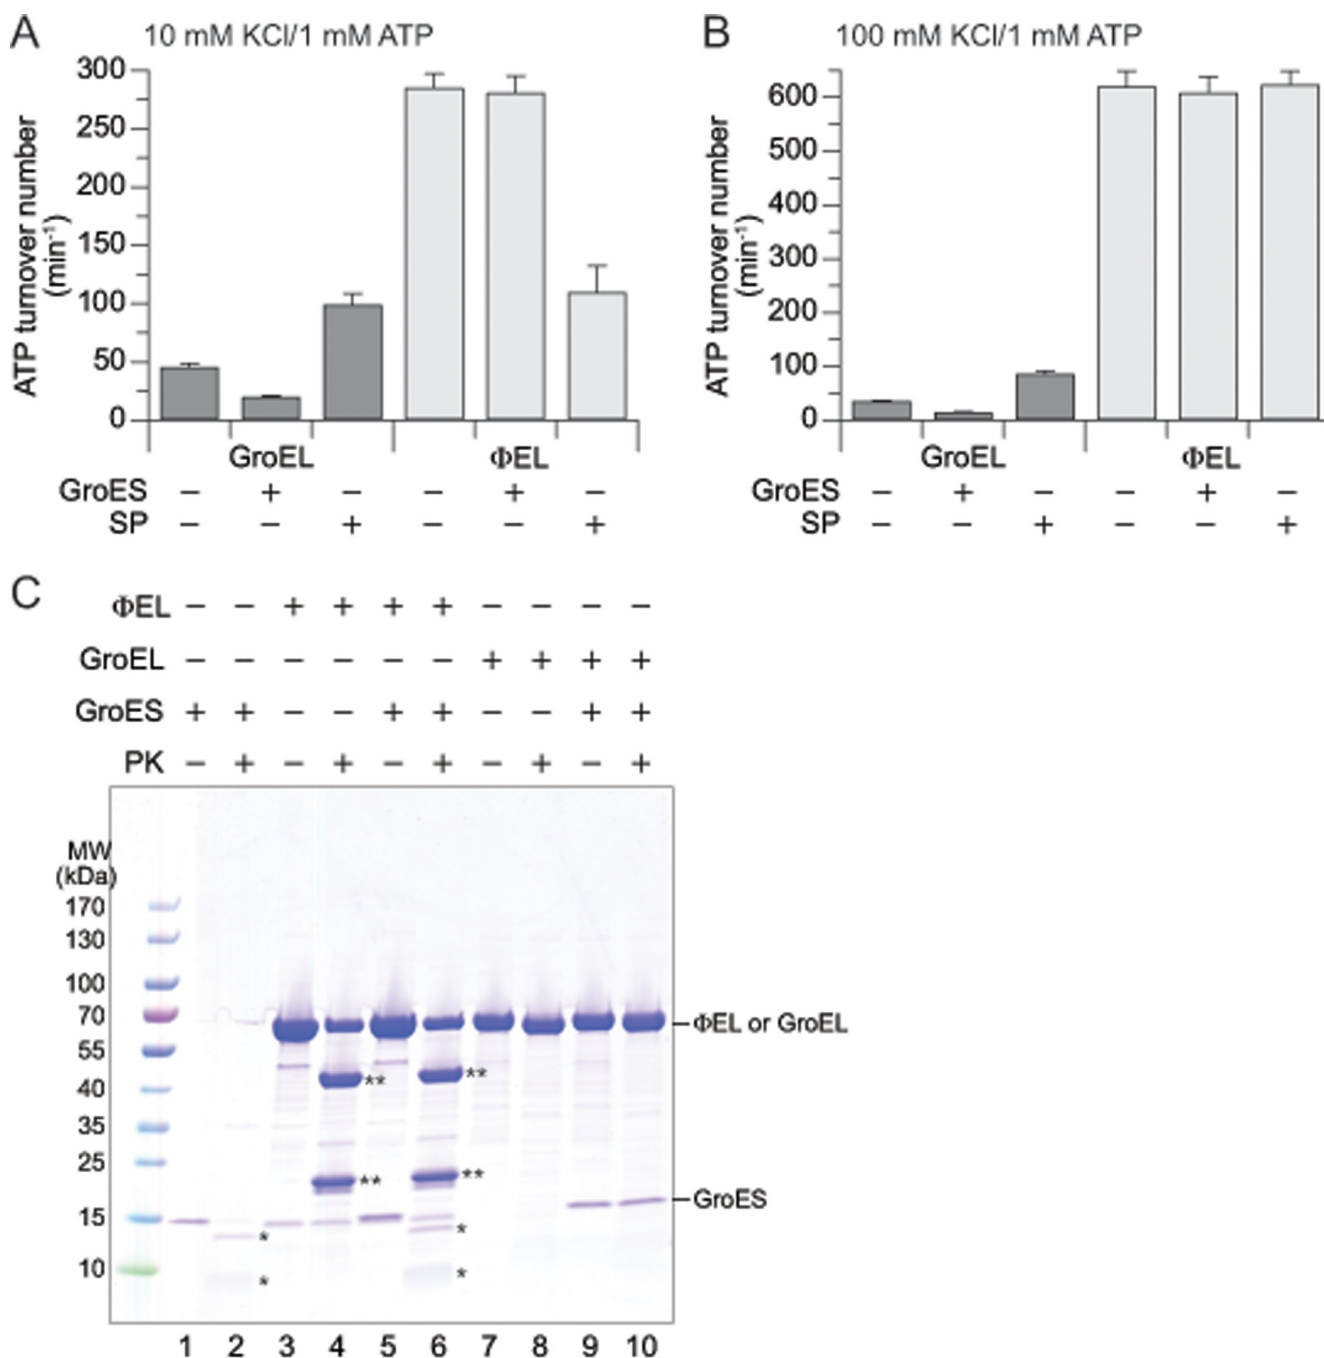 A
10 mM KCl/1 mM ATP
ATP turnover number
(min⁻¹)
300
250
200
150
100
50
0
GroEL
ΦEL
GroES − + − − + −
SP − − + − − +
B
100 mM KCl/1 mM ATP
ATP turnover number
(min⁻¹)
600
500
400
300
200
100
0
GroEL
ΦEL
GroES − + − − + −
SP − − + − − +
C
ΦEL − − + + + + − − − −
GroEL − − − − − − + + + +
GroES + + − − + + − − + +
PK − + − + − + − + − +
MW
(kDa)
170
130
100
70
ΦEL or GroEL
55
** **
40
35
25
** **
GroES
15
* *
10
* *
1 2 3 4 5 6 7 8 9 10